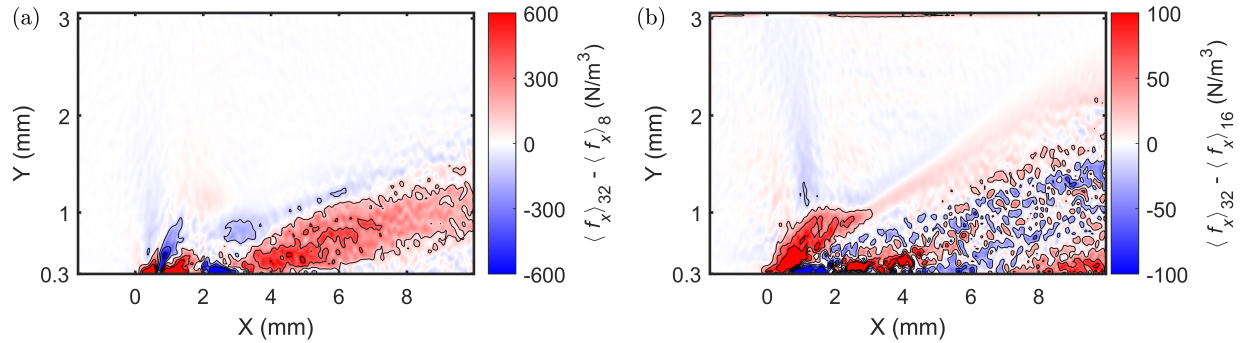 (a)
3
2
1
0.3
Y (mm)
0 2 4 6 8
X (mm)
600
300
0
-300
-600
⟨ f_x⟩_32 - ⟨ f_x⟩_8 (N/m^3)
(b)
3
2
1
0.3
Y (mm)
0 2 4 6 8
X (mm)
100
50
0
-50
-100
⟨ f_x⟩_32 - ⟨ f_x⟩_16 (N/m^3)